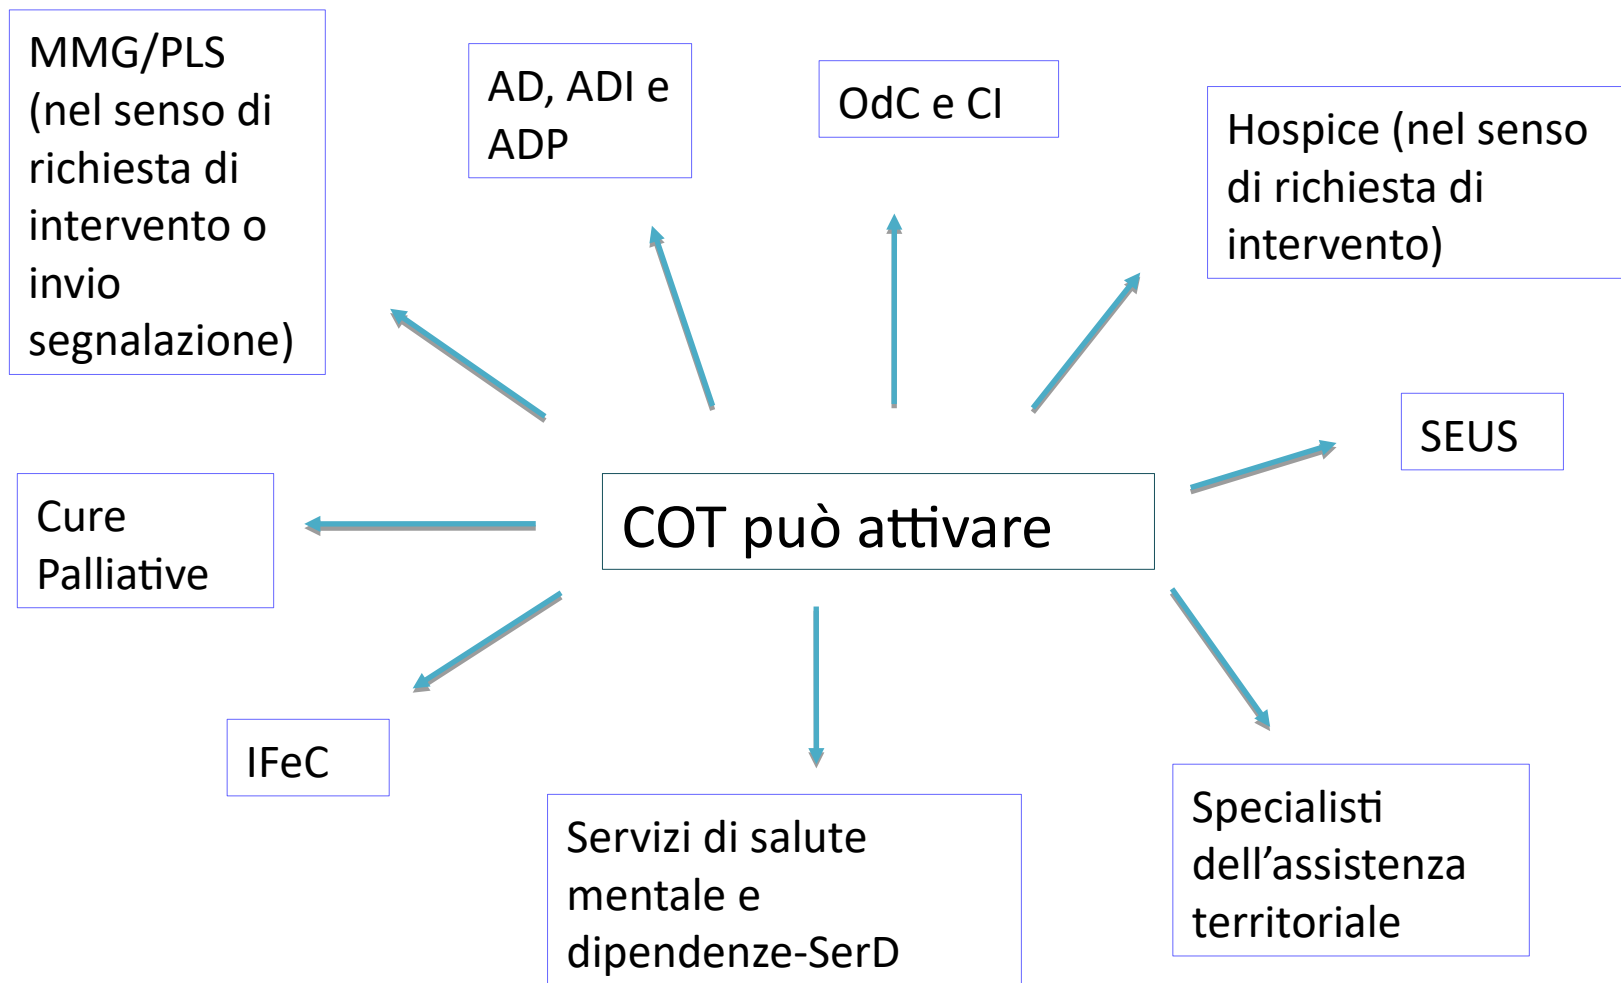 MMG/PLS
(nel senso di
richiesta di
intervento o
invio
segnalazione)
AD, ADI e
ADP
OdC e CI
Hospice (nel senso
di richiesta di
intervento)
SEUS
Cure
Palliative
COT può attivare
IFeC
Servizi di salute
mentale e
dipendenze-SerD
Specialisti
dell’assistenza
territoriale